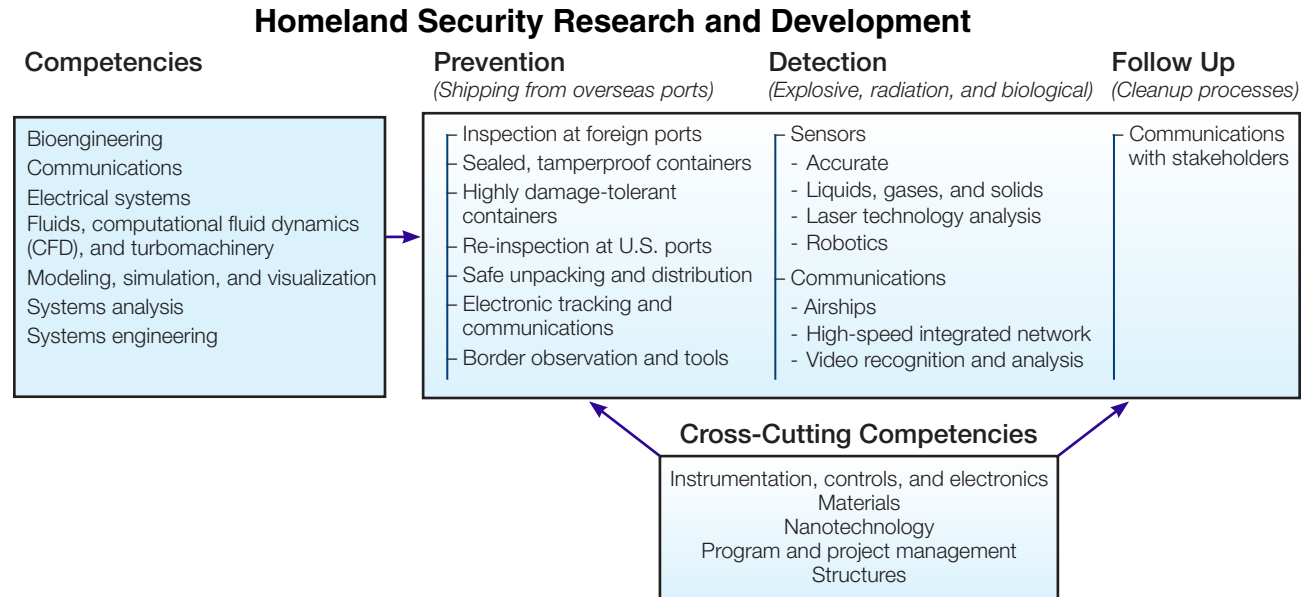 Homeland Security Research and Development
Competencies
Bioengineering
Communications
Electrical systems
Fluids, computational fluid dynamics
(CFD), and turbomachinery
Modeling, simulation, and visualization
Systems analysis
Systems engineering
Prevention
(Shipping from overseas ports)
Inspection at foreign ports
Sealed, tamperproof containers
Highly damage-tolerant
containers
Re-inspection at U.S. ports
Safe unpacking and distribution
Electronic tracking and
communications
Border observation and tools
Detection
(Explosive, radiation, and biological)
Sensors
- Accurate
- Liquids, gases, and solids
- Laser technology analysis
- Robotics
Communications
- Airships
- High-speed integrated network
- Video recognition and analysis
Follow Up
(Cleanup processes)
Communications
with stakeholders
Cross-Cutting Competencies
Instrumentation, controls, and electronics
Materials
Nanotechnology
Program and project management
Structures